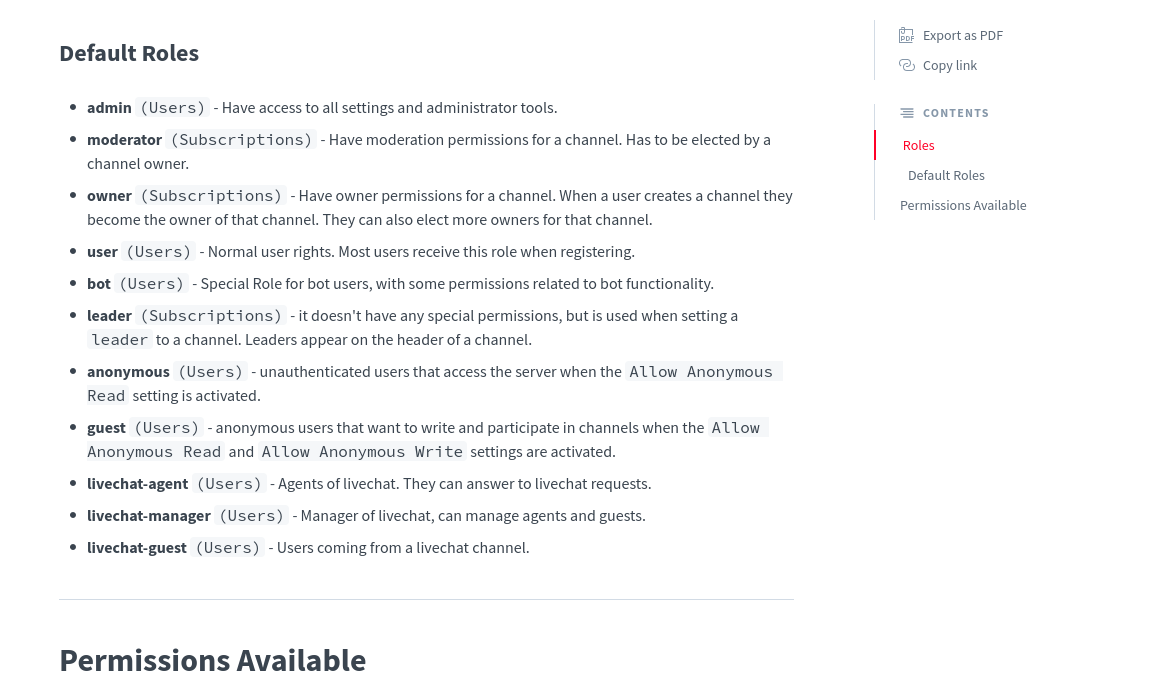 Default Roles
admin (Users) - Have access to all settings and administrator tools.
moderator (Subscriptions) - Have moderation permissions for a channel. Has to be elected by a
channel owner.
owner (Subscriptions) - Have owner permissions for a channel. When a user creates a channel they
become the owner of that channel. They can also elect more owners for that channel.
user (Users) - Normal user rights. Most users receive this role when registering.
bot (Users) - Special Role for bot users, with some permissions related to bot functionality.
leader (Subscriptions) - it doesn't have any special permissions, but is used when setting a
leader to a channel. Leaders appear on the header of a channel.
anonymous (Users) - unauthenticated users that access the server when the Allow Anonymous
Read setting is activated.
guest (Users) - anonymous users that want to write and participate in channels when the Allow
Anonymous Read and Allow Anonymous Write settings are activated.
livechat-agent (Users) - Agents of livechat. They can answer to livechat requests.
livechat-manager (Users) - Manager of livechat, can manage agents and guests.
livechat-guest (Users) - Users coming from a livechat channel.
Permissions Available
PDF Export as PDF
Copy link
CONTENTS
Roles
Default Roles
Permissions Available